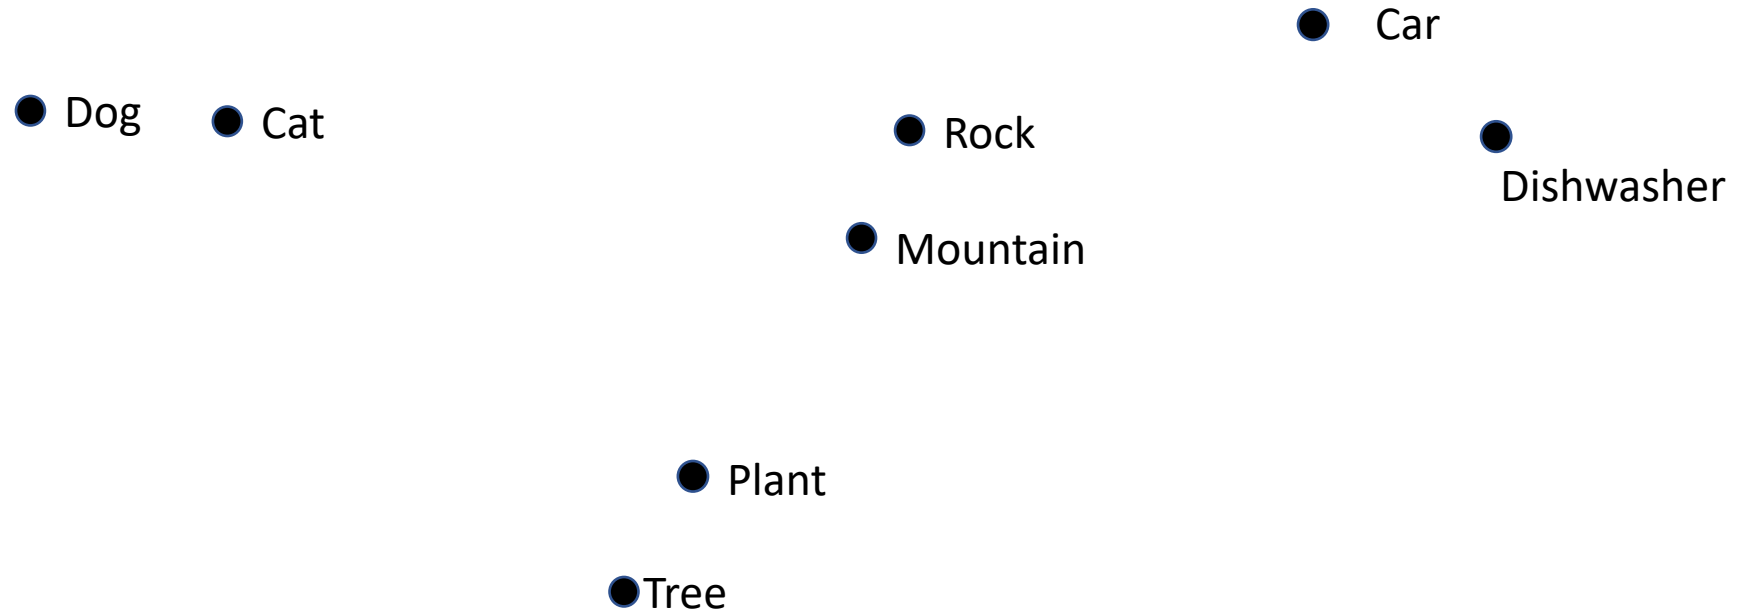 Car
Dog
Cat
Rock
Dishwasher
Mountain
Plant
Tree